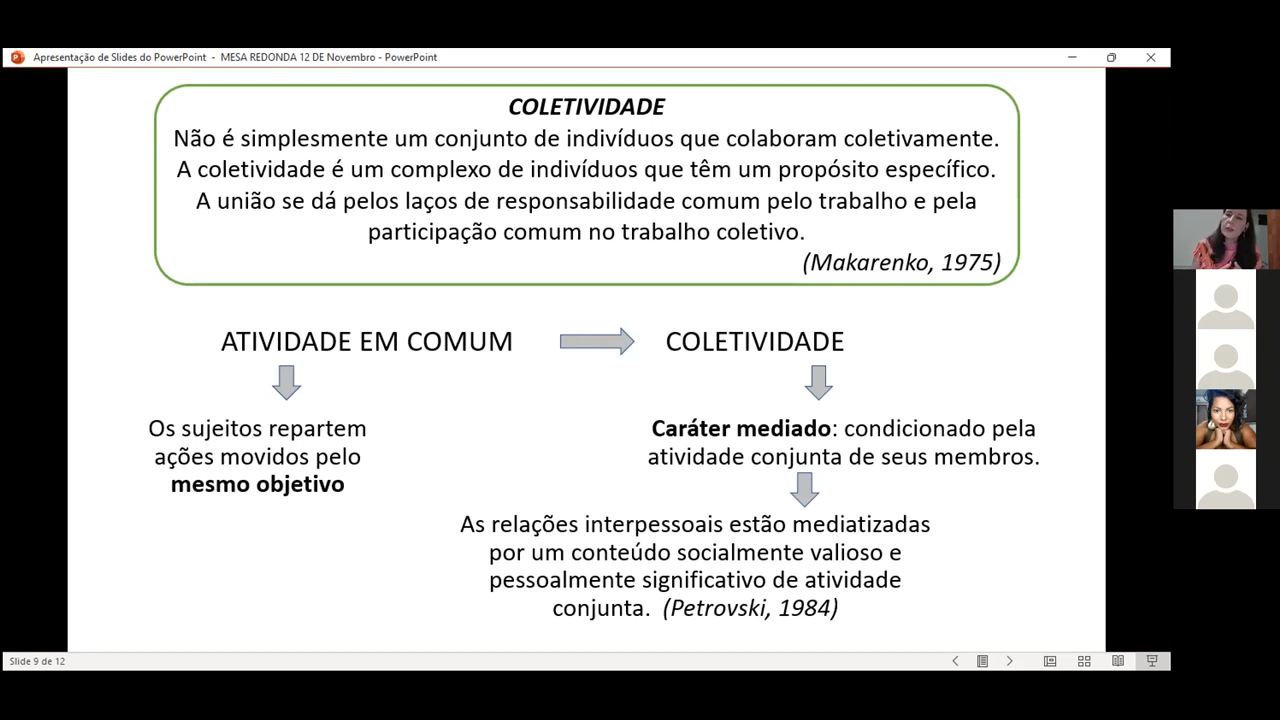 Apresentação de Slides do PowerPoint - MESA REDONDA 12 DE Novembro - PowerPoint
COLETIVIDADE
Não é simplesmente um conjunto de indivíduos que colaboram coletivamente.
A coletividade é um complexo de indivíduos que têm um propósito específico.
A união se dá pelos laços de responsabilidade comum pelo trabalho e pela
participação comum no trabalho coletivo.
(Makarenko, 1975)
ATIVIDADE EM COMUM
COLETIVIDADE
Os sujeitos repartem
ações movidos pelo
mesmo objetivo
Caráter mediado: condicionado pela
atividade conjunta de seus membros.
As relações interpessoais estão mediatizadas
por um conteúdo socialmente valioso e
pessoalmente significativo de atividade
conjunta. (Petrovski, 1984)
Slide 9 de 12